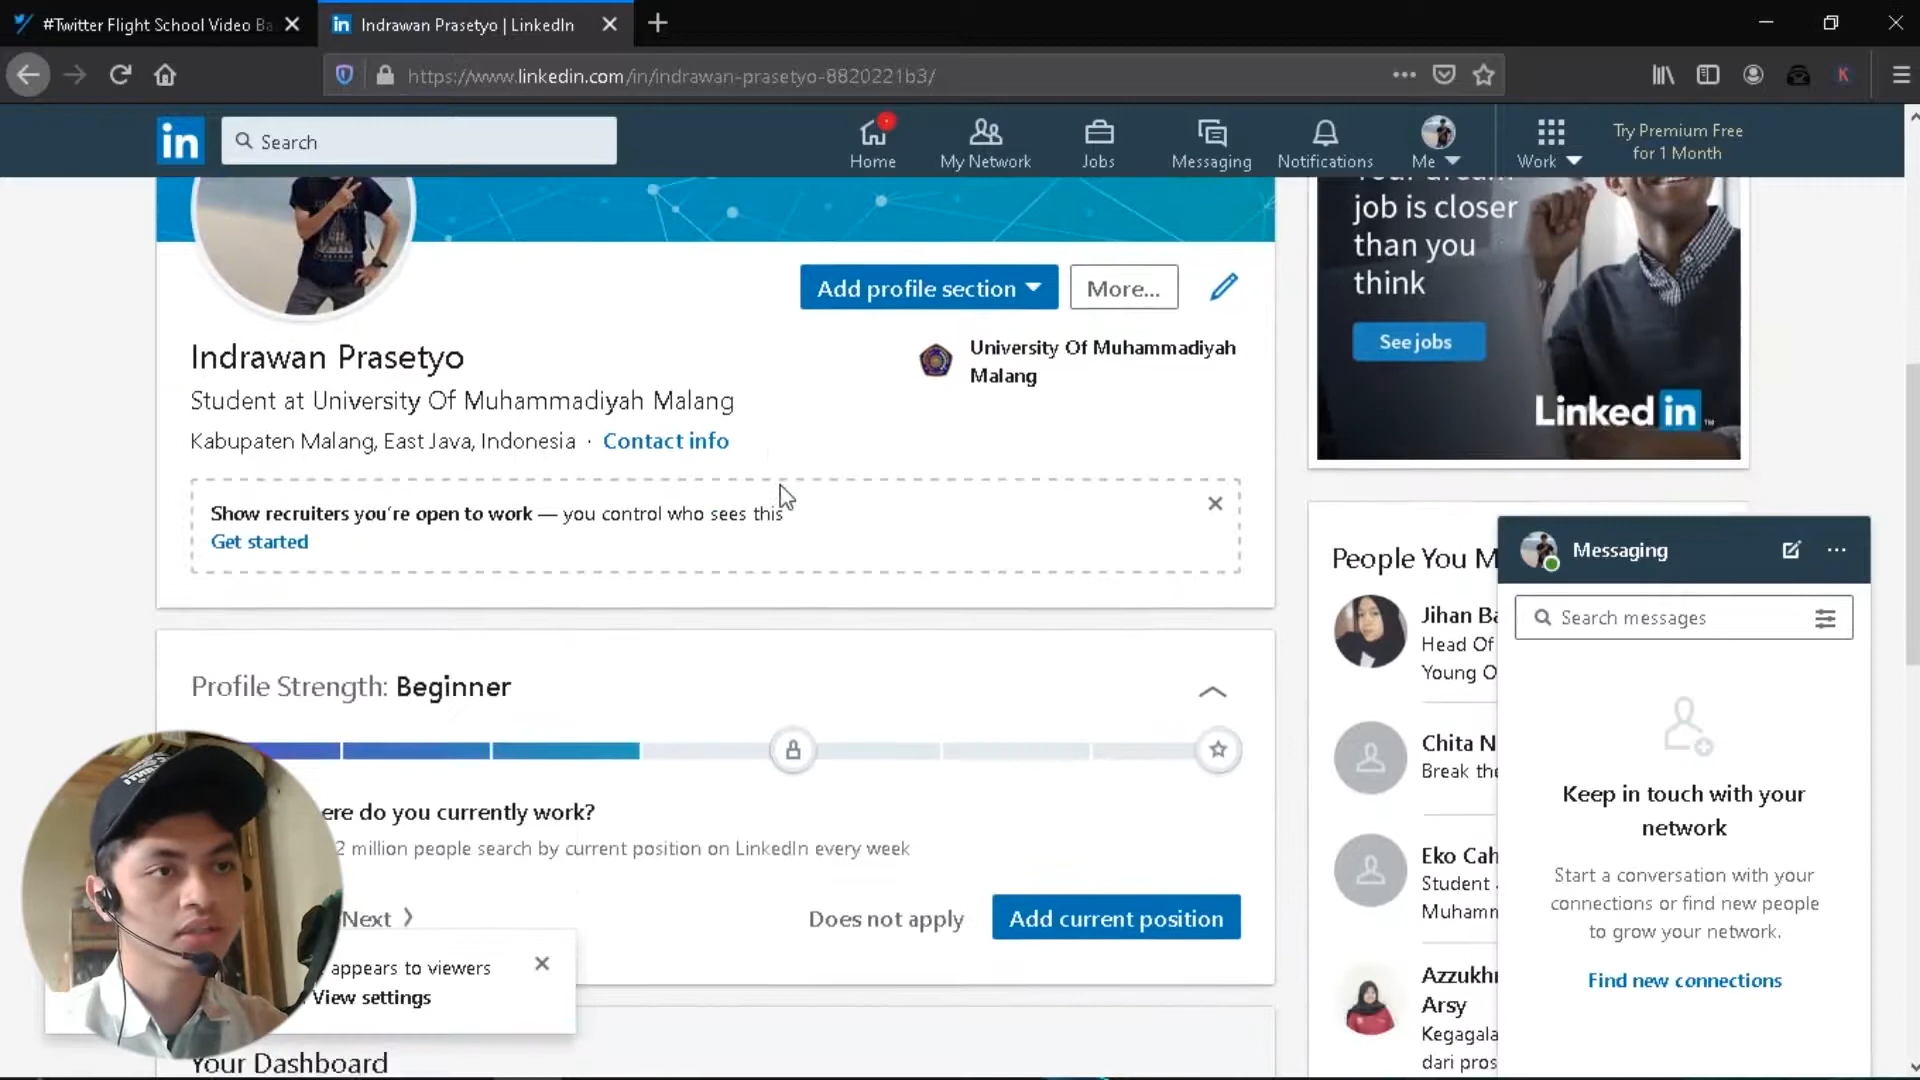 #Twitter Flight School Video Ba
Indrawan Prasetyo | LinkedIn
https://www.linkedin.com/in/indrawan-prasetyo-8820221b3/
in
Search
Home
My Network
Jobs
Messaging
Notifications
Me
Work
Try Premium Free
for 1 Month
Add profile section
More...
Indrawan Prasetyo
Student at University Of Muhammadiyah Malang
Kabupaten Malang, East Java, Indonesia · Contact info
University Of Muhammadiyah
Malang
Show recruiters you're open to work — you control who sees this
Get started
Profile Strength: Beginner
ere do you currently work?
2 million people search by current position on LinkedIn every week
Next
Does not apply
Add current position
appears to viewers
View settings
Your Dashboard
job is closer
than you
think
See jobs
Linked in
People You M
Jihan Ba
Head Of
Young O
Chita N
Break the
Eko Cah
Student
Muhamn
Azzukhr
Arsy
Kegagala
dari pros
Messaging
Search messages
Keep in touch with your
network
Start a conversation with your
connections or find new people
to grow your network.
Find new connections